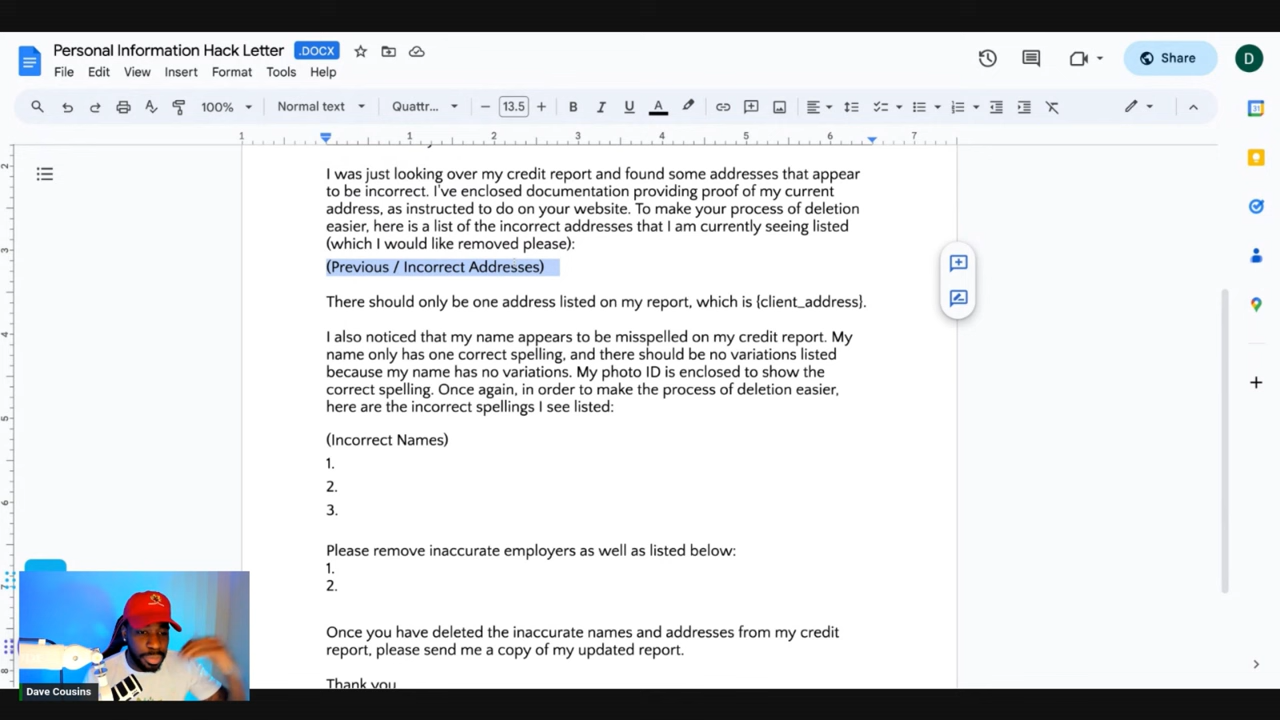 Personal Information Hack Letter .DOCX
File Edit View Insert Format Tools Help
Share
D
100% Normal text Quattr... 13.5
1 1 2 3 4 5 6 7
I was just looking over my credit report and found some addresses that appear
to be incorrect. I've enclosed documentation providing proof of my current
address, as instructed to do on your website. To make your process of deletion
easier, here is a list of the incorrect addresses that I am currently seeing listed
(which I would like removed please):
(Previous / Incorrect Addresses)
There should only be one address listed on my report, which is {client_address}.
I also noticed that my name appears to be misspelled on my credit report. My
name only has one correct spelling, and there should be no variations listed
because my name has no variations. My photo ID is enclosed to show the
correct spelling. Once again, in order to make the process of deletion easier,
here are the incorrect spellings I see listed:
(Incorrect Names)
1.
2.
3.
Please remove inaccurate employers as well as listed below:
1.
2.
Once you have deleted the inaccurate names and addresses from my credit
report, please send me a copy of my updated report.
Thank you
Dave Cousins